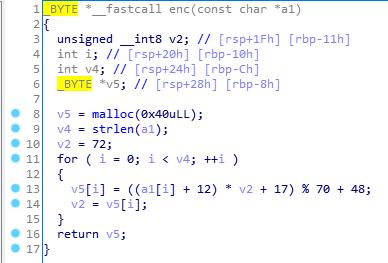 1 _BYTE *__fastcall enc(const char *a1)
2 {
3 unsigned __int8 v2; // [rsp+1Fh] [rbp-11h]
4 int i; // [rsp+20h] [rbp-10h]
5 int v4; // [rsp+24h] [rbp-Ch]
6 _BYTE *v5; // [rsp+28h] [rbp-8h]
7
8 v5 = malloc(0x40uLL);
9 v4 = strlen(a1);
10 v2 = 72;
11 for ( i = 0; i < v4; ++i )
12 {
13 v5[i] = ((a1[i] + 12) * v2 + 17) % 70 + 48;
14 v2 = v5[i];
15 }
16 return v5;
17 }